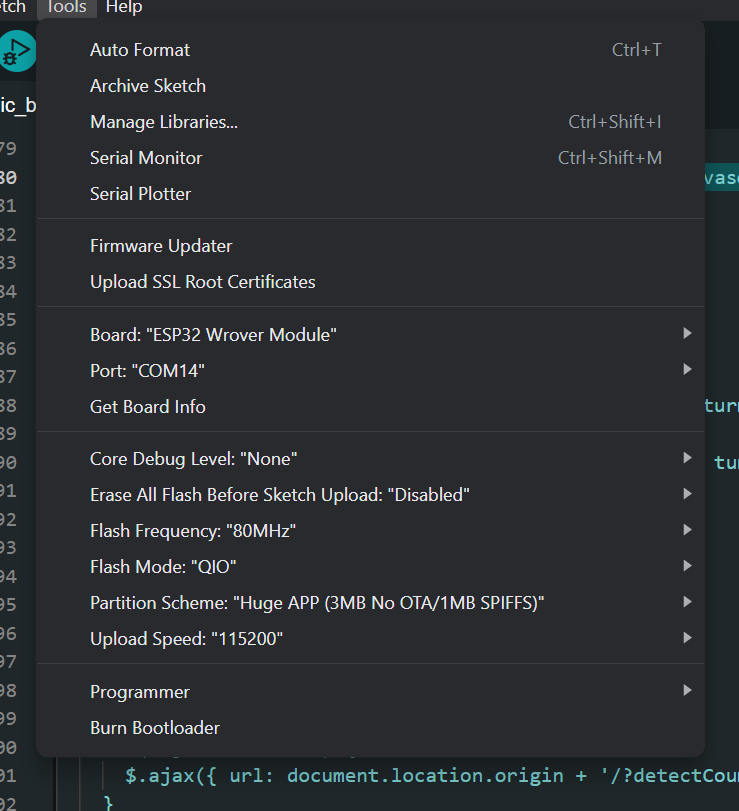 etch Tools Help
Auto Format Ctrl+T
ic_b Archive Sketch
Manage Libraries... Ctrl+Shift+I
79 Serial Monitor Ctrl+Shift+M
80 Serial Plotter vas
81
82 Firmware Updater
83
84 Upload SSL Root Certificates
85
86 Board: "ESP32 Wrover Module"
87 Port: "COM14"
88 Get Board Info turn
89
90 Core Debug Level: "None" tu
91 Erase All Flash Before Sketch Upload: "Disabled"
92 Flash Frequency: "80MHz"
93
94 Flash Mode: "QIO"
95 Partition Scheme: "Huge APP (3MB No OTA/1MB SPIFFS)"
96 Upload Speed: "115200"
97
98 Programmer
99 Burn Bootloader
00
01 $.ajax({ url: document.location.origin + '/?detectCou
02 }